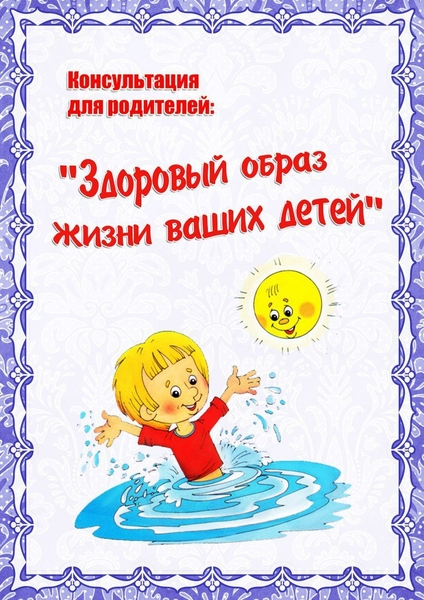 Консультация
для родителей:
"Здоровый образ
жизни ваших детей"